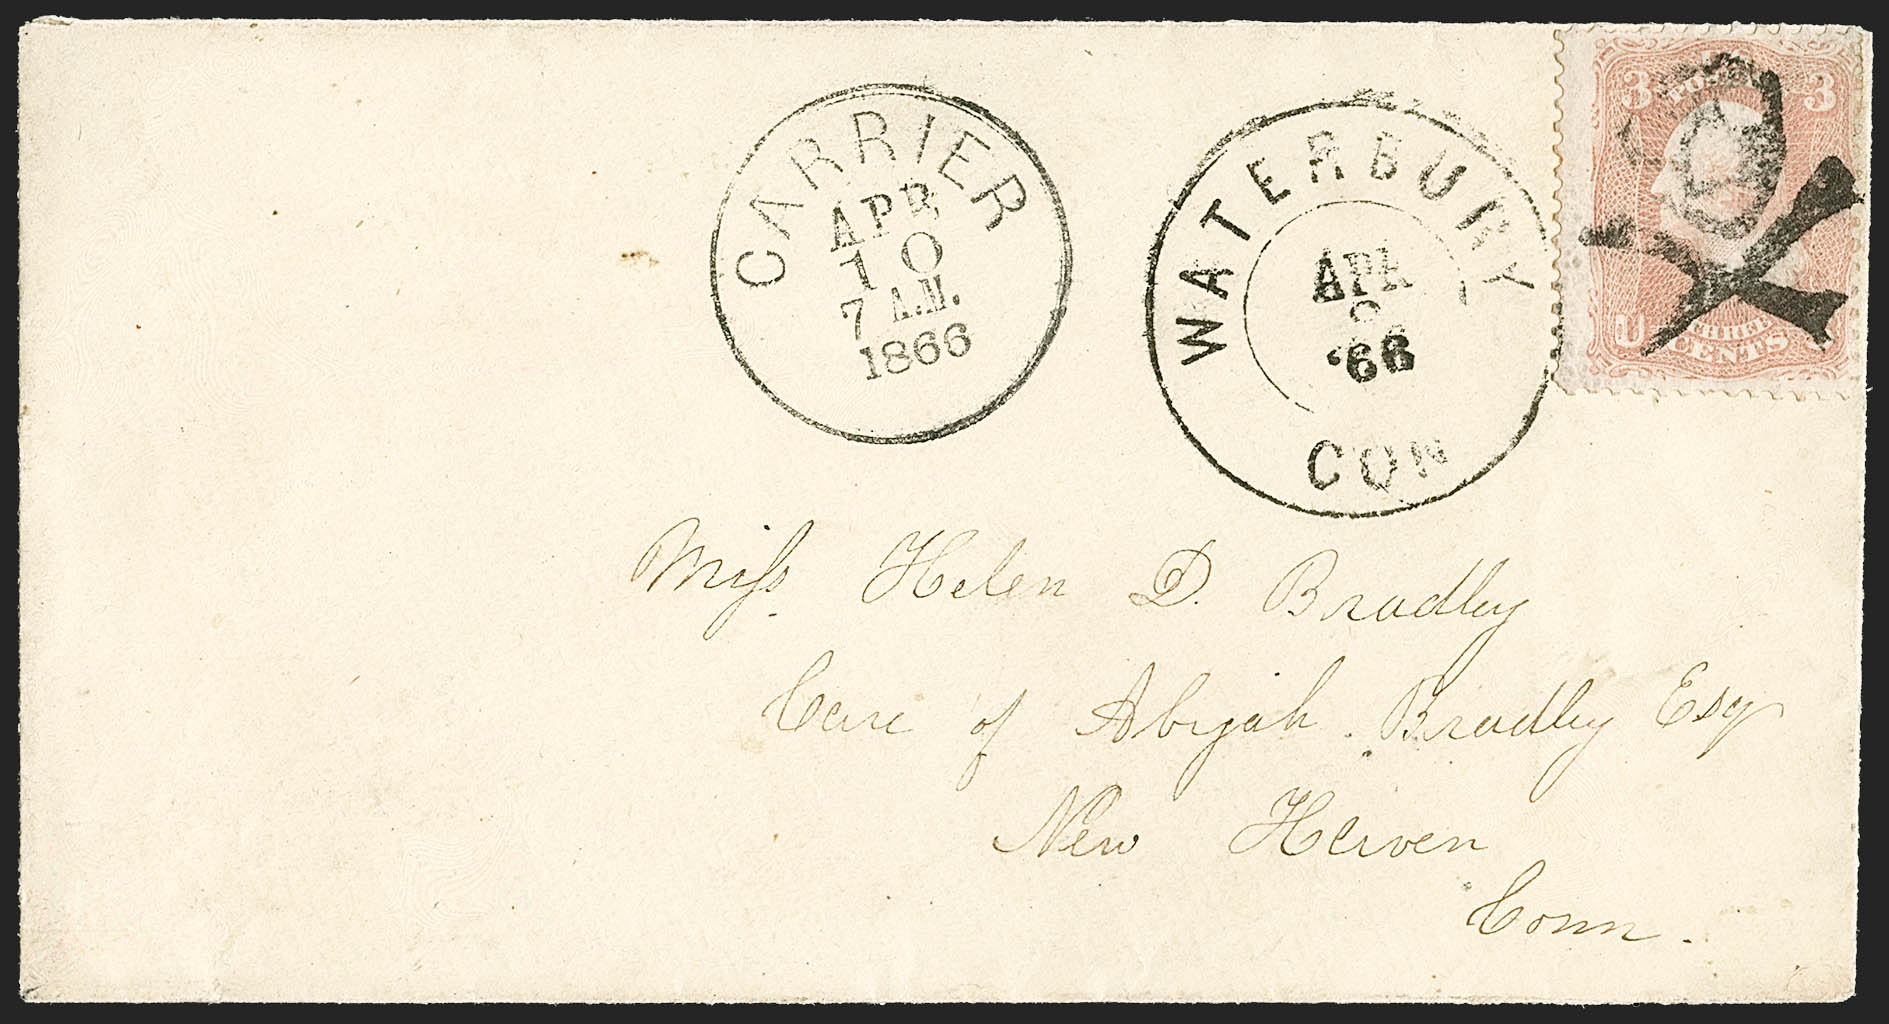 CARRIER
APR
10
7 A.M.
1866
WATERBURY
APR
'66
CON
3 3
U
THREE
CENTS
Miss. Helen D. Bradley
Care of Abijah Bradley Esq
New Haven
Conn.